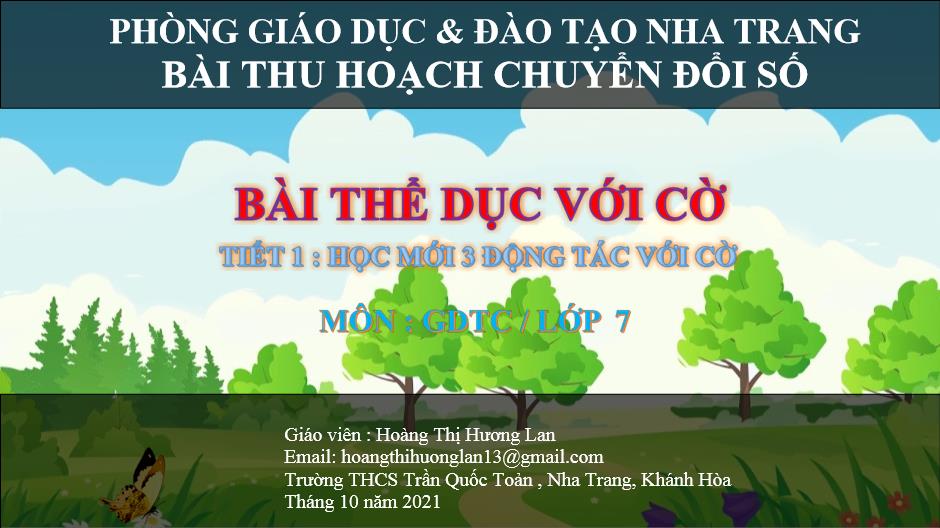 PHÒNG GIÁO DỤC & ĐÀO TẠO NHA TRANG
BÀI THU HOẠCH CHUYỂN ĐỔI SỐ
BÀI THỂ DỤC VỚI CỜ
TIẾT 1 : HỌC MỚI 3 ĐỘNG TÁC VỚI CỜ
MÔN : GDTC / LỚP 7
Giáo viên : Hoàng Thị Hương Lan
Email: hoangthihuonglan13@gmail.com
Trường THCS Trần Quốc Toản , Nha Trang, Khánh Hòa
Tháng 10 năm 2021